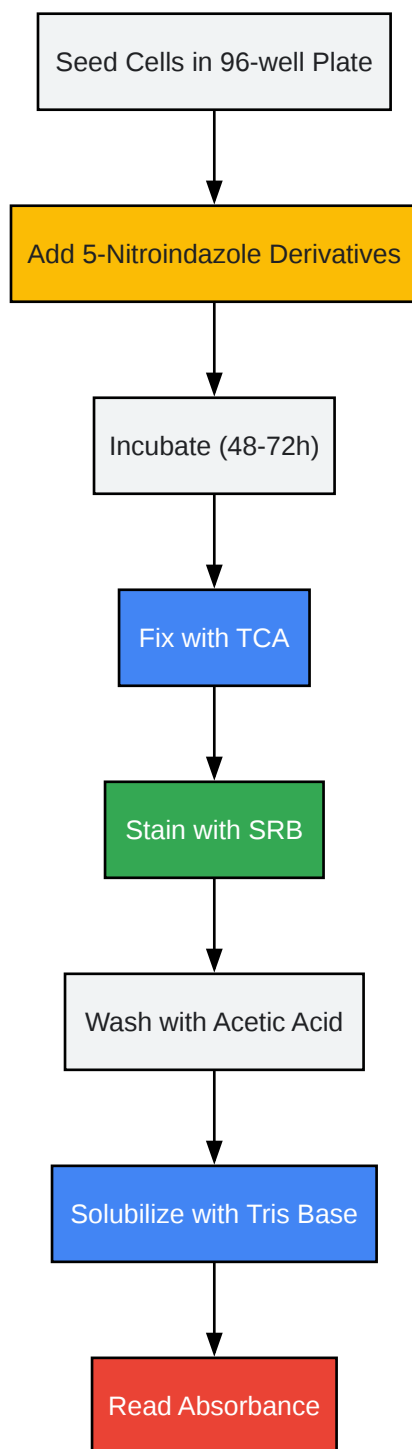 Seed Cells in 96-well Plate
Add 5-Nitroindazole Derivatives
Incubate (48-72h)
Fix with TCA
Stain with SRB
Wash with Acetic Acid
Solubilize with Tris Base
Read Absorbance